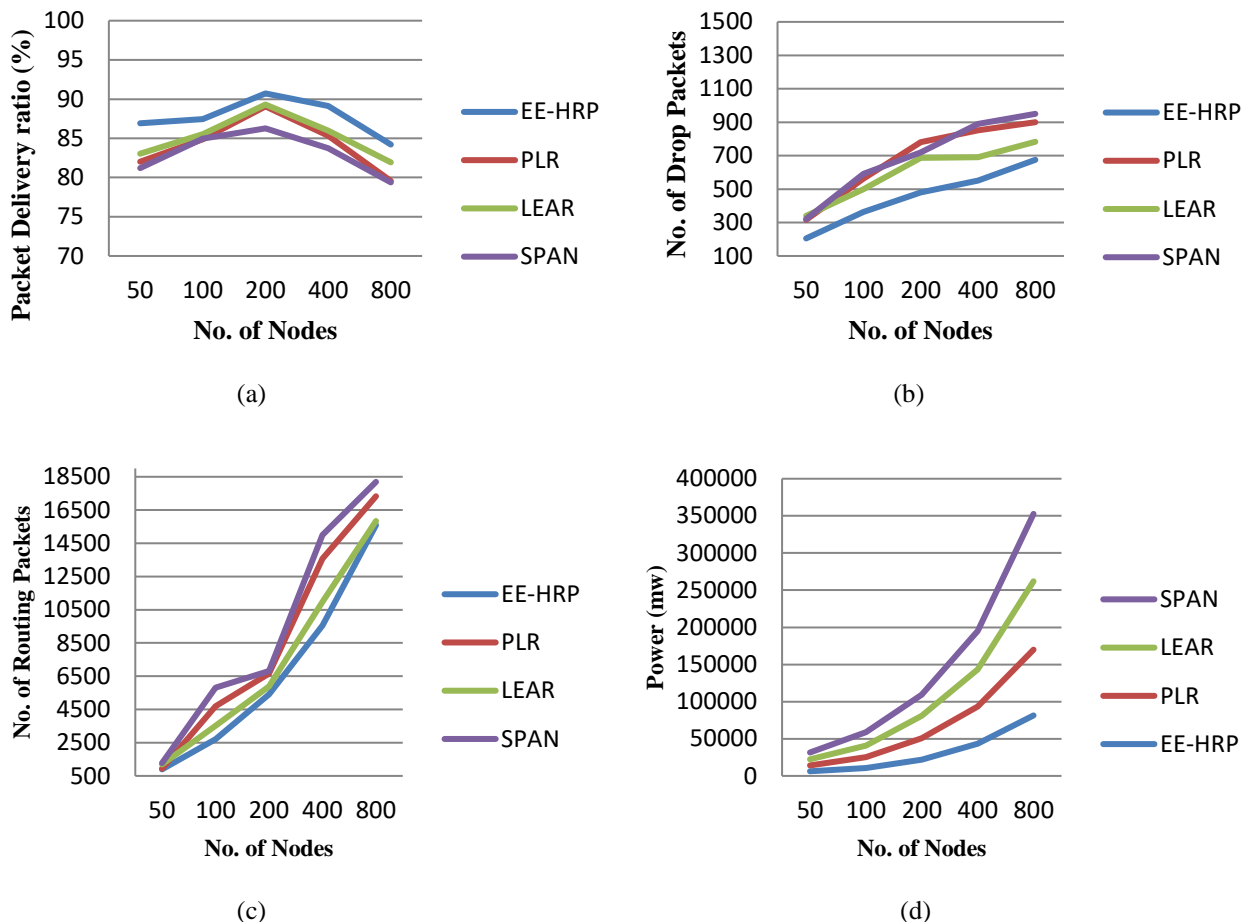 Packet Delivery ratio (%)
100
95
90
85
80
75
70
50 100 200 400 800
No. of Nodes
EE-HRP
PLR
LEAR
SPAN
(a)
No. of Drop Packets
1500
1300
1100
900
700
500
300
100
50 100 200 400 800
No. of Nodes
EE-HRP
PLR
LEAR
SPAN
(b)
No. of Routing Packets
18500
16500
14500
12500
10500
8500
6500
4500
2500
500
50 100 200 400 800
No. of Nodes
EE-HRP
PLR
LEAR
SPAN
(c)
Power (mw)
400000
350000
300000
250000
200000
150000
100000
50000
0
50 100 200 400 800
No. of Nodes
SPAN
LEAR
PLR
EE-HRP
(d)